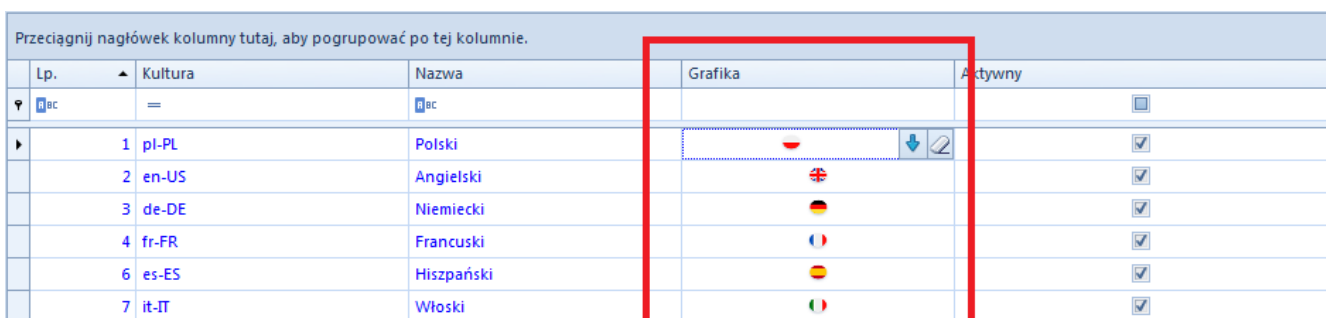 Przeciągnij nagłówek kolumny tutaj, aby pogrupować po tej kolumnie.
Lp. Kultura Nazwa Grafika Aktywny
ABC = ABC
1 pl-PL Polski
2 en-US Angielski
3 de-DE Niemiecki
4 fr-FR Francuski
6 es-ES Hiszpański
7 it-IT Włoski